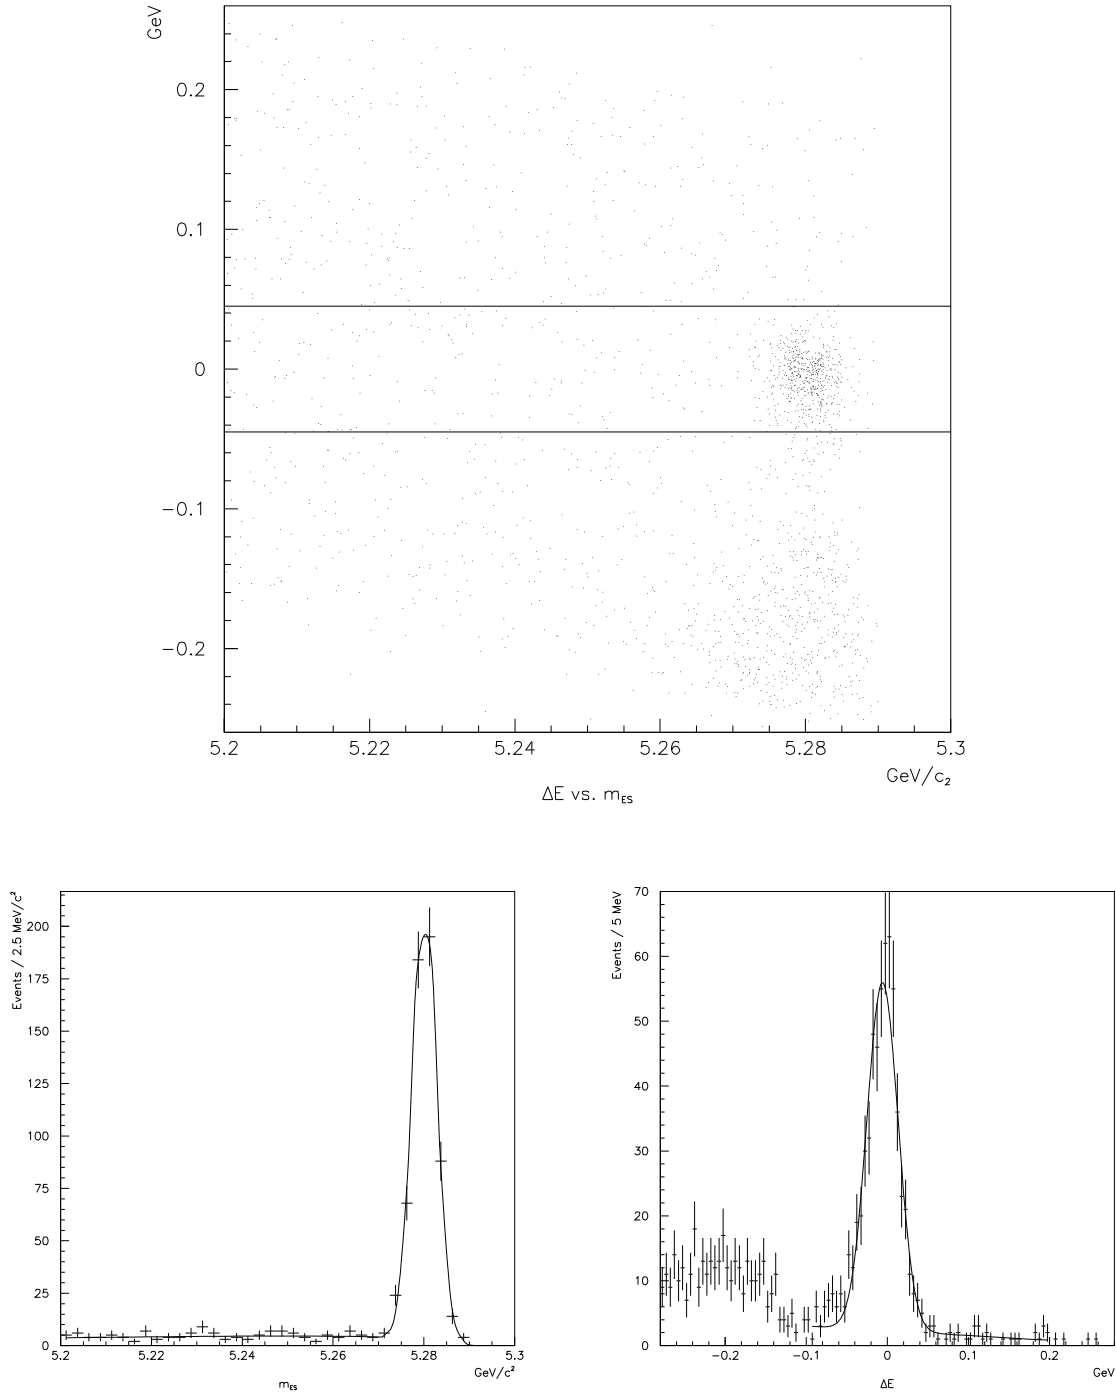 GeV
0.2
0.1
0
−0.1
−0.2
5.2 5.22 5.24 5.26 5.28 5.3
GeV/c₂
ΔE vs. m_ES
Events / 2.5 MeV/c²
200
175
150
125
100
75
50
25
0
5.2 5.22 5.24 5.26 5.28 5.3
GeV/c²
m_ES
Events / 5 MeV
70
60
50
40
30
20
10
0
−0.2 −0.1 0 0.1 0.2
GeV
ΔE